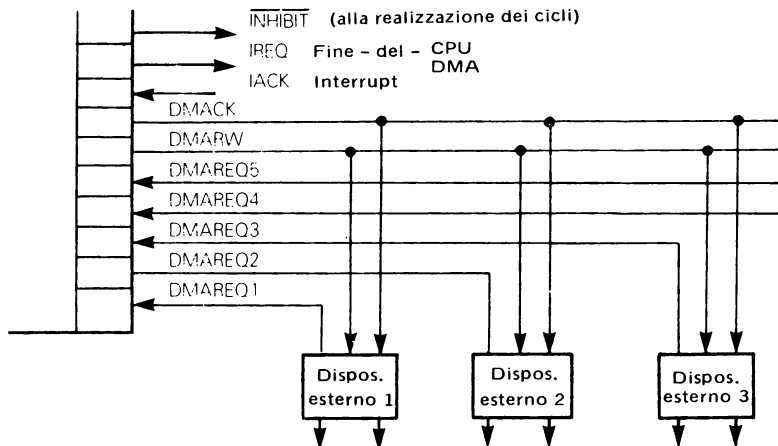 INHIBIT (alla realizzazione dei cicli)
IREQ Fine - del - CPU
DMA
IACK Interrupt
DMACK
DMARW
DMAREQ5
DMAREQ4
DMAREQ3
DMAREQ2
DMAREQ1
Dispos.
esterno 1
Dispos.
esterno 2
Dispos.
esterno 3